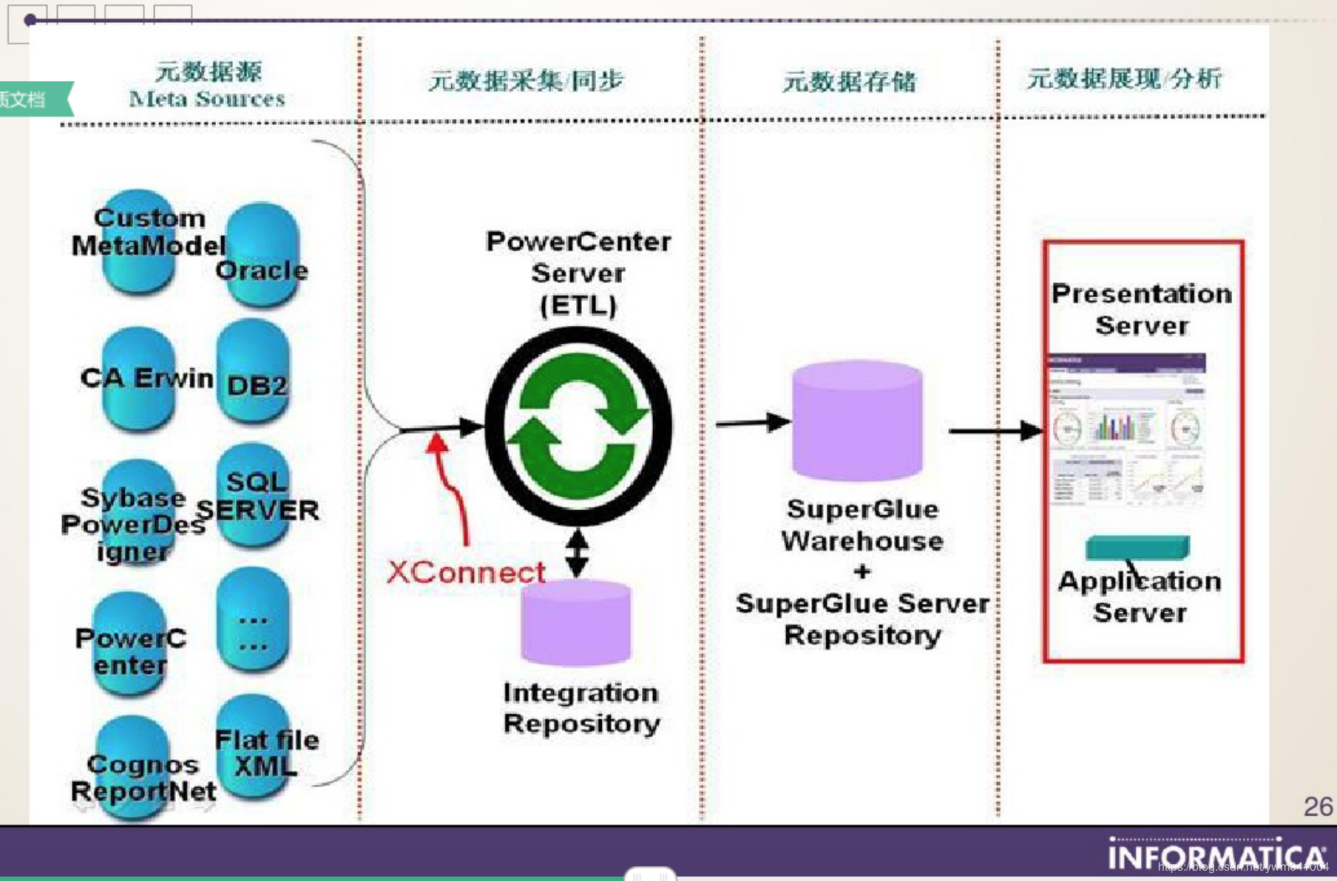 元数据源
Meta Sources
元数据采集/同步
元数据存储
元数据展现/分析
质文档
Custom
MetaModel
Oracle
CA Erwin
DB2
Sybase
PowerDes
igner
SQL
SERVER
PowerC
enter
...
...
Cognos
ReportNet
Flat file
XML
PowerCenter
Server
(ETL)
XConnect
Integration
Repository
SuperGlue
Warehouse
+
SuperGlue Server
Repository
Presentation
Server
Application
Server
26
INFORMATICA